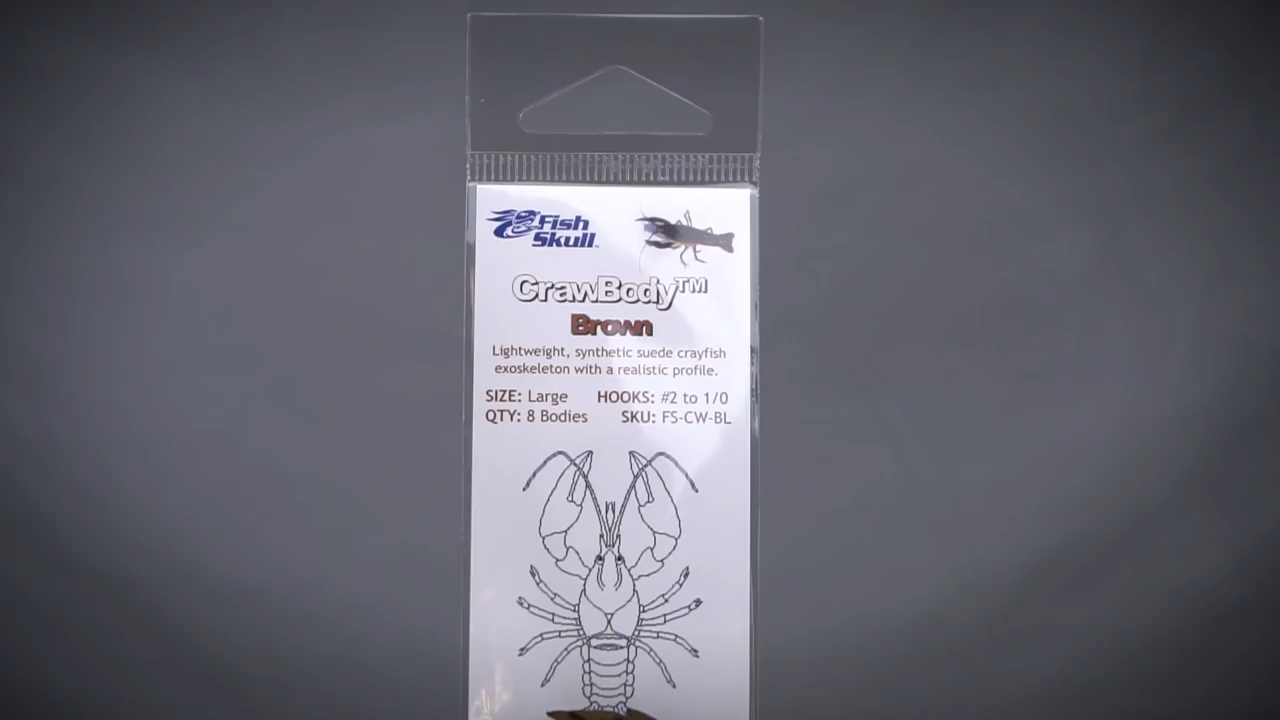 Fish
Skull™
CrawBody™
Brown
Lightweight, synthetic suede crayfish
exoskeleton with a realistic profile.
SIZE: Large HOOKS: #2 to 1/0
QTY: 8 Bodies SKU: FS-CW-BL